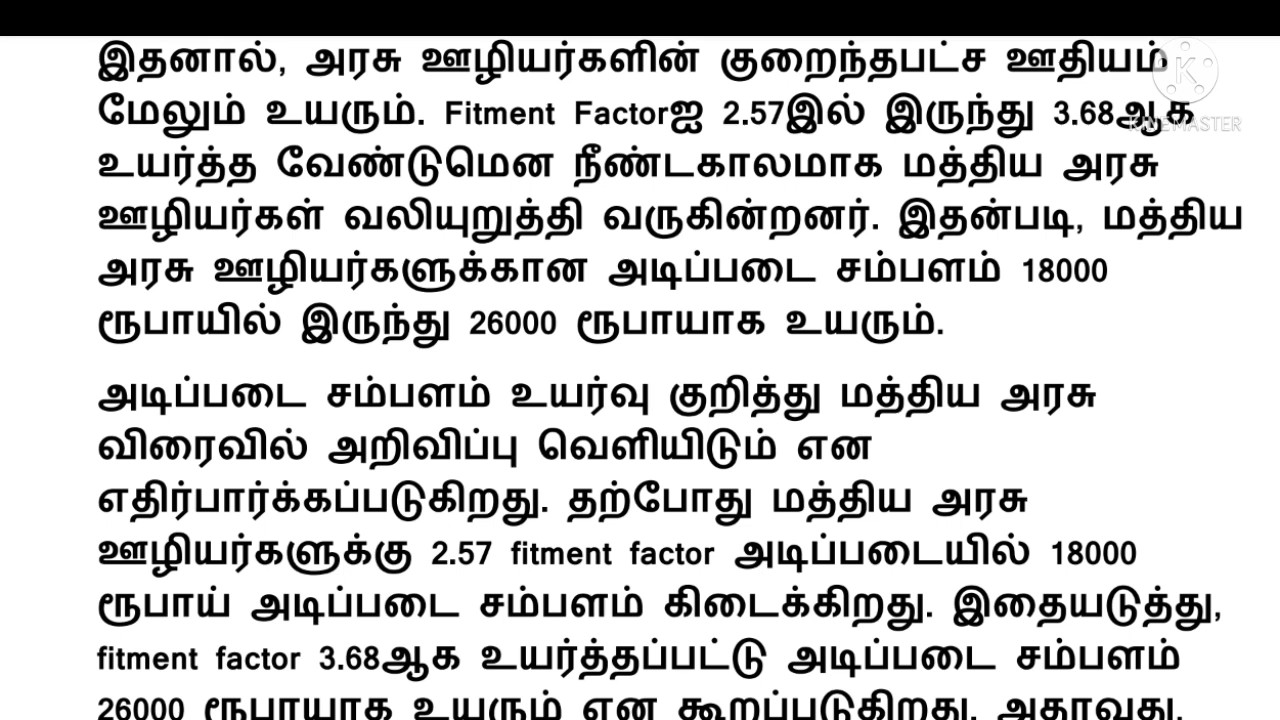 இதனால், அரசு ஊழியர்களின் குறைந்தபட்ச ஊதியம்
மேலும் உயரும். Fitment Factorஐ 2.57இல் இருந்து 3.68ஆக
உயர்த்த வேண்டுமென நீண்டகாலமாக மத்திய அரசு
ஊழியர்கள் வலியுறுத்தி வருகின்றனர். இதன்படி, மத்திய
அரசு ஊழியர்களுக்கான அடிப்படை சம்பளம் 18000
ரூபாயில் இருந்து 26000 ரூபாயாக உயரும்.
அடிப்படை சம்பளம் உயர்வு குறித்து மத்திய அரசு
விரைவில் அறிவிப்பு வெளியிடும் என
எதிர்பார்க்கப்படுகிறது. தற்போது மத்திய அரசு
ஊழியர்களுக்கு 2.57 fitment factor அடிப்படையில் 18000
ரூபாய் அடிப்படை சம்பளம் கிடைக்கிறது. இதையடுத்து,
fitment factor 3.68ஆக உயர்த்தப்பட்டு அடிப்படை சம்பளம்
26000 ரூபாயாக உயரும் என கூறப்படுகிறது. அதாவது,
K
KINEMASTER